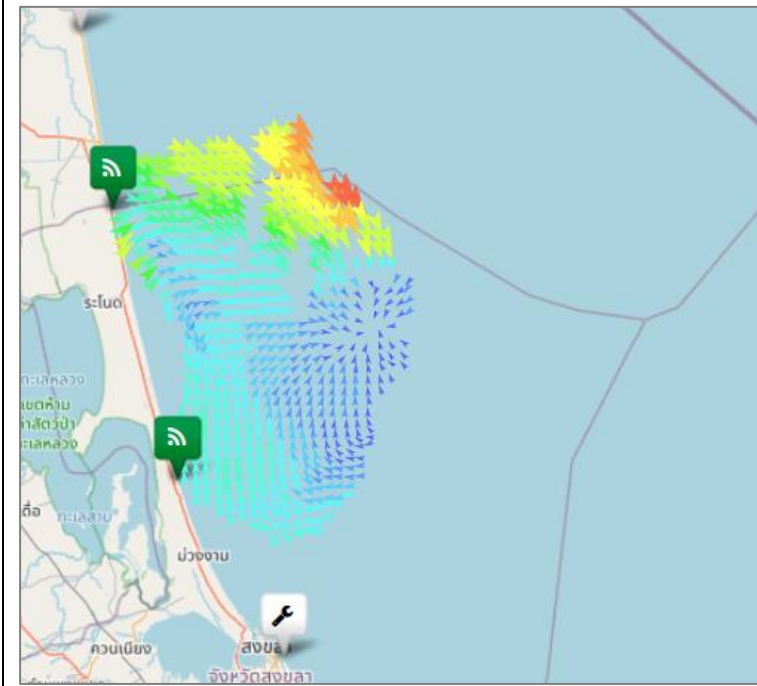 ระโนด
ทะเลหลวง
เขตห้าม
าสัตว์ป่า
ทะเลหลวง
ดื่อ
ทะเลสาบ
ม่วงงาม
ควนเนียง
สงขลา
จังหวัดสงขลา